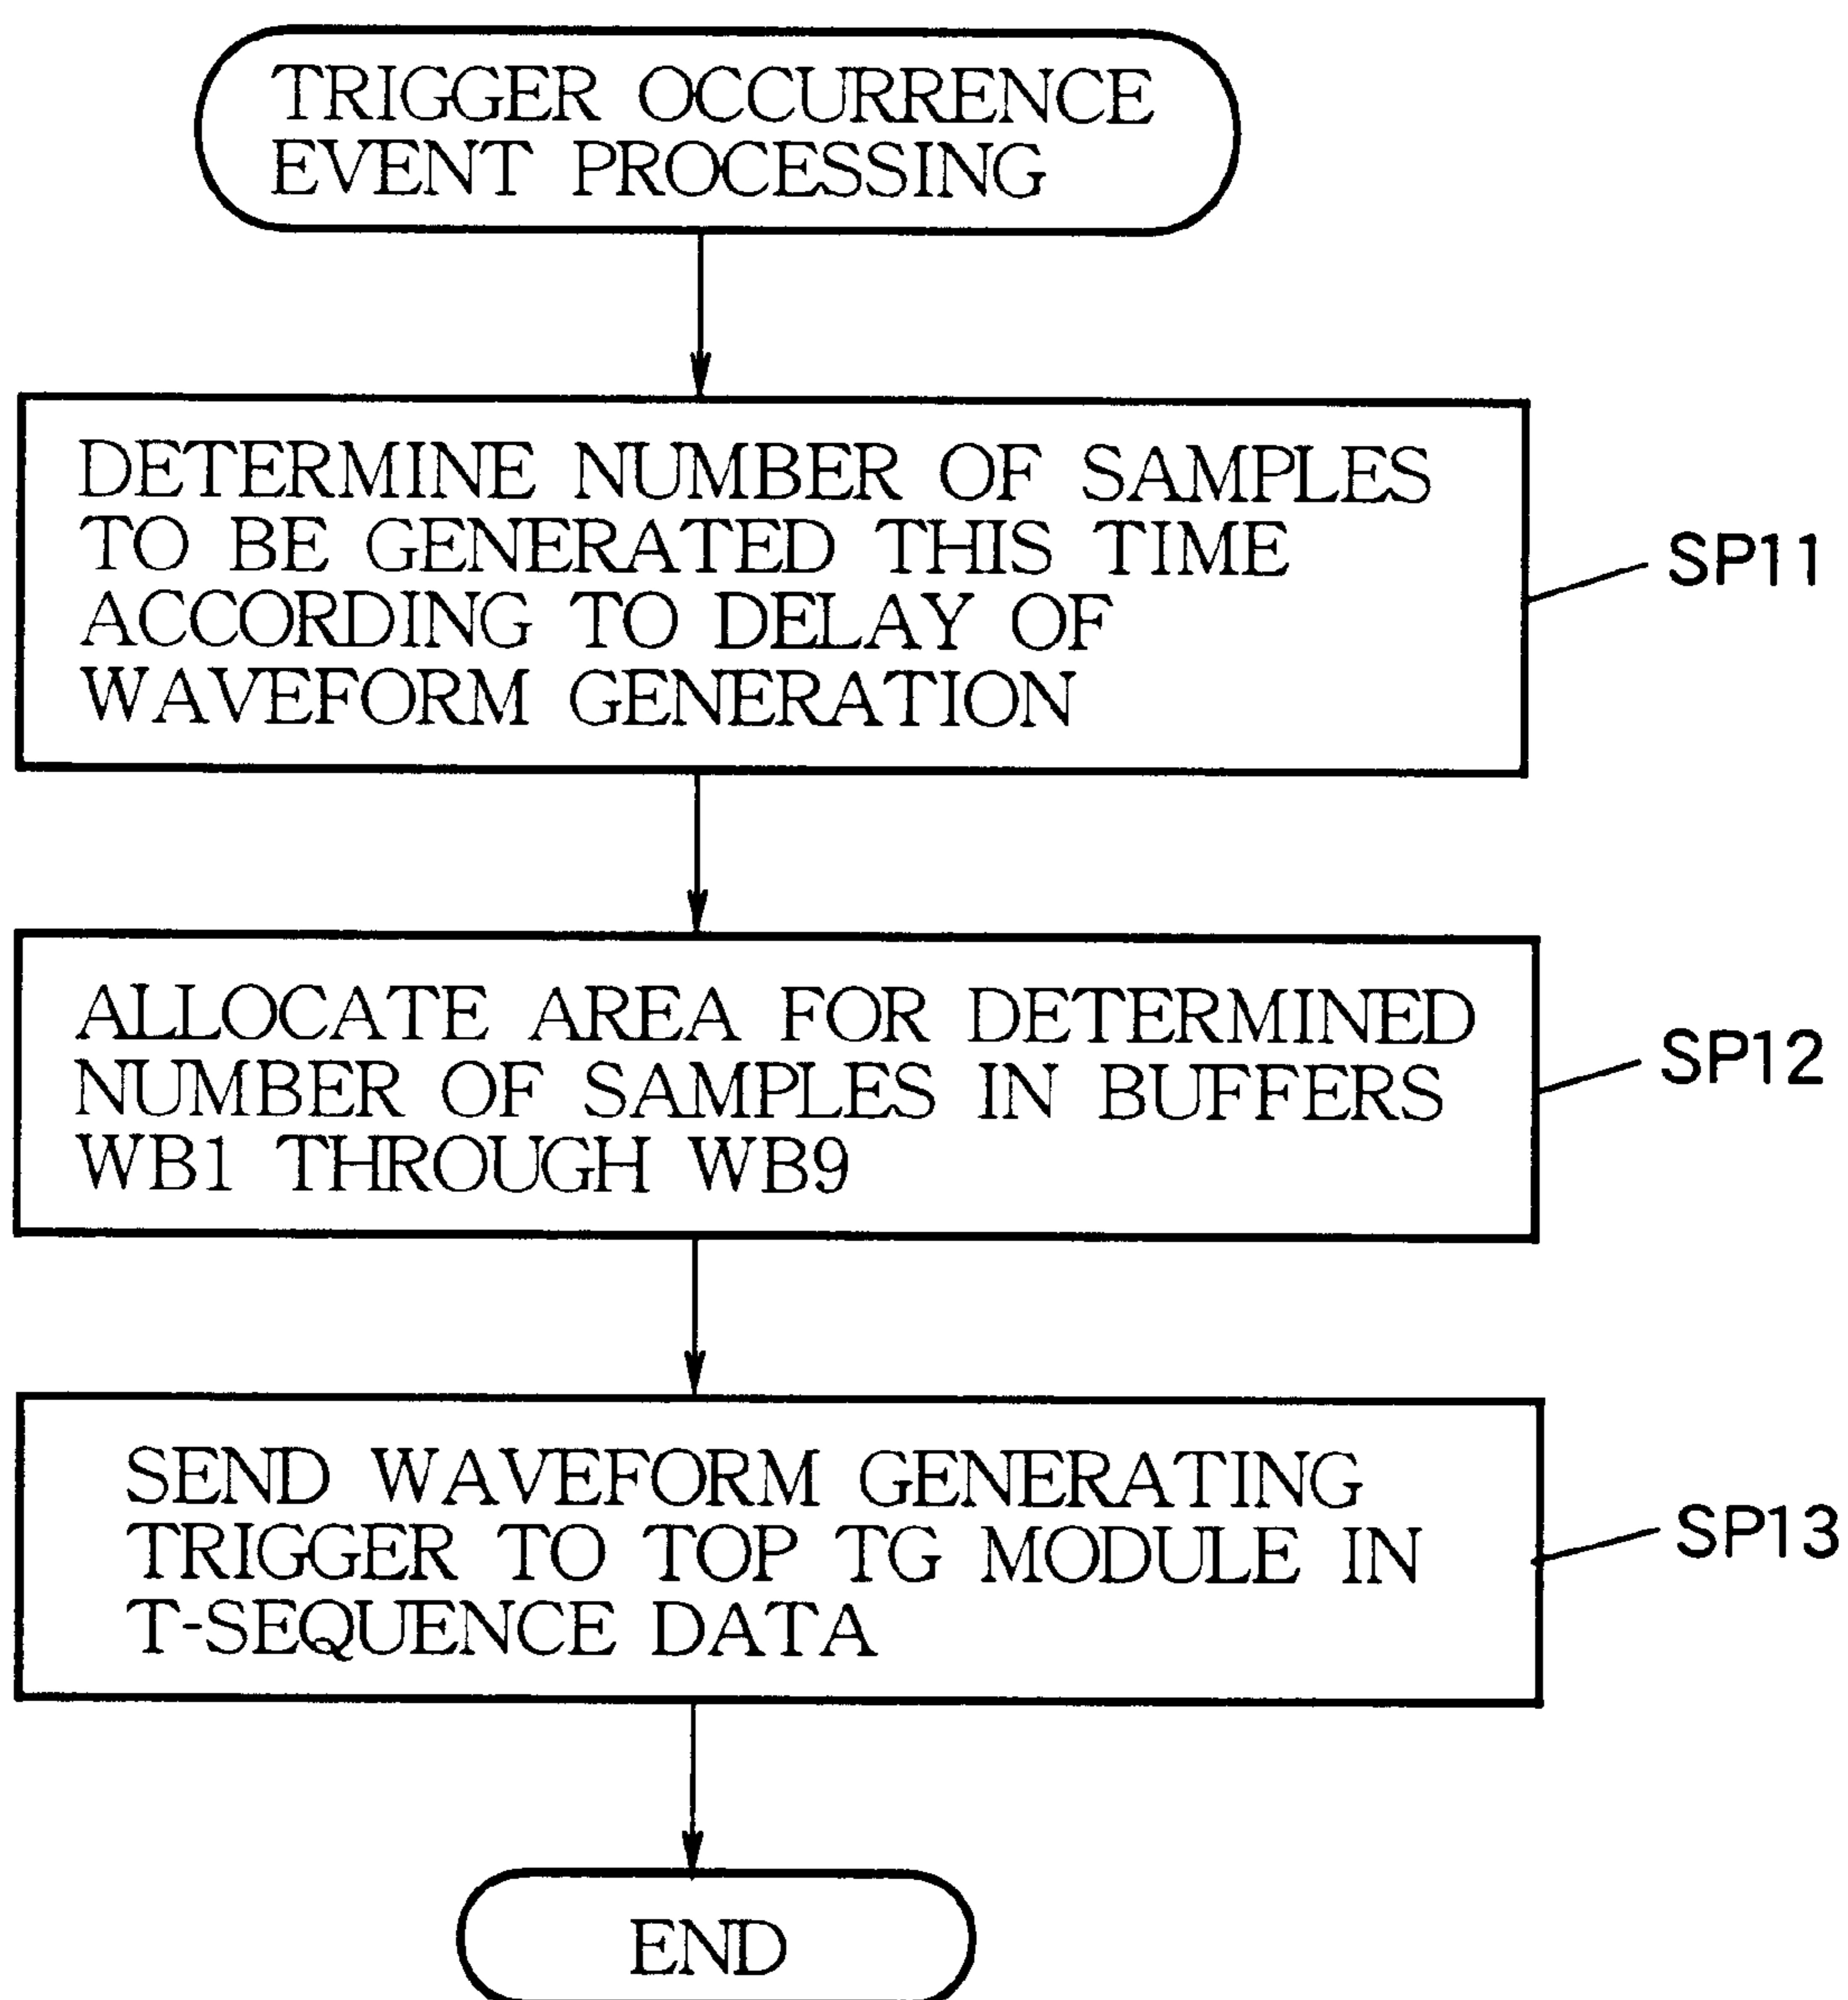 TRIGGER OCCURRENCE
EVENT PROCESSING
DETERMINE NUMBER OF SAMPLES
TO BE GENERATED THIS TIME
ACCORDING TO DELAY OF
WAVEFORM GENERATION
SP11
ALLOCATE AREA FOR DETERMINED
NUMBER OF SAMPLES IN BUFFERS
WB1 THROUGH WB9
SP12
SEND WAVEFORM GENERATING
TRIGGER TO TOP TG MODULE IN
T-SEQUENCE DATA
SP13
END